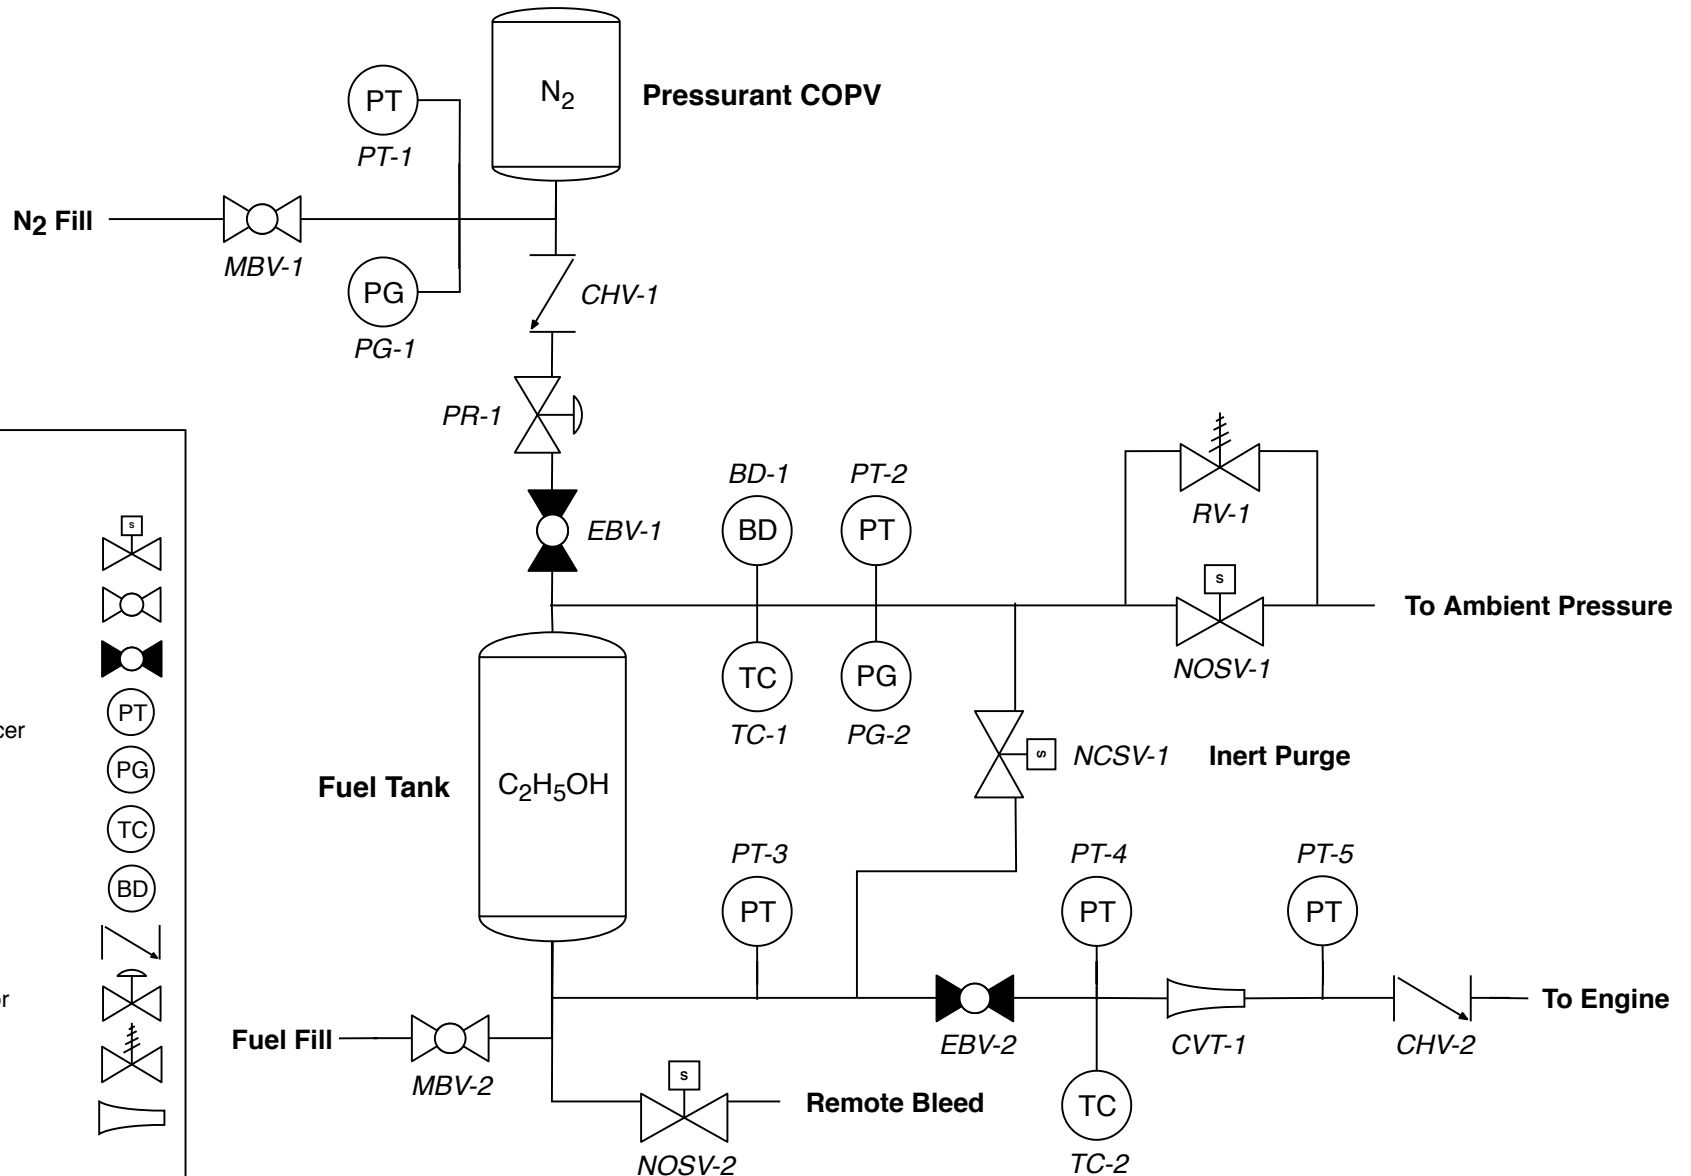 N2
Pressurant COPV
PT
PT-1
N2 Fill
MBV-1
PG
PG-1
CHV-1
PR-1
EBV-1
BD-1
PT-2
BD
PT
TC
PG
TC-1
PG-2
RV-1
S
To Ambient Pressure
NOSV-1
S
NCSV-1
Inert Purge
Fuel Tank
C2H5OH
PT-3
PT-4
PT-5
PT
PT
PT
To Engine
EBV-2
CVT-1
CHV-2
Fuel Fill
MBV-2
S
Remote Bleed
NOSV-2
TC
TC-2
S
PT
cer
PG
TC
BD
or